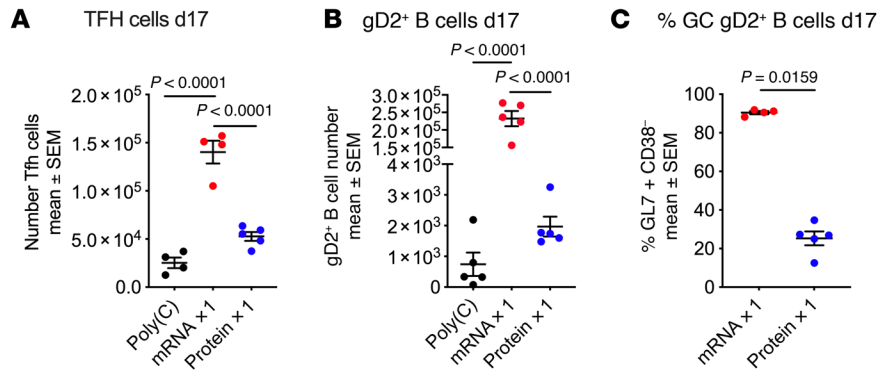 A
TFH cells d17
P < 0.0001
P < 0.0001
Number Tfh cells
mean ± SEM
2.0 × 10⁵
1.5 × 10⁵
1.0 × 10⁵
5.0 × 10⁴
0.0
Poly(C)
mRNA × 1
Protein × 1
B
gD2⁺ B cells d17
P < 0.0001
P < 0.0001
gD2⁺ B cell number
mean ± SEM
3.0 × 10⁵
2.5 × 10⁵
2.0 × 10⁵
1.5 × 10⁵
4 × 10³
3 × 10³
2 × 10³
1 × 10³
0
Poly(C)
mRNA × 1
Protein × 1
C
% GC gD2⁺ B cells d17
P = 0.0159
% GL7 + CD38⁻
mean ± SEM
100
80
60
40
20
0
mRNA × 1
Protein × 1